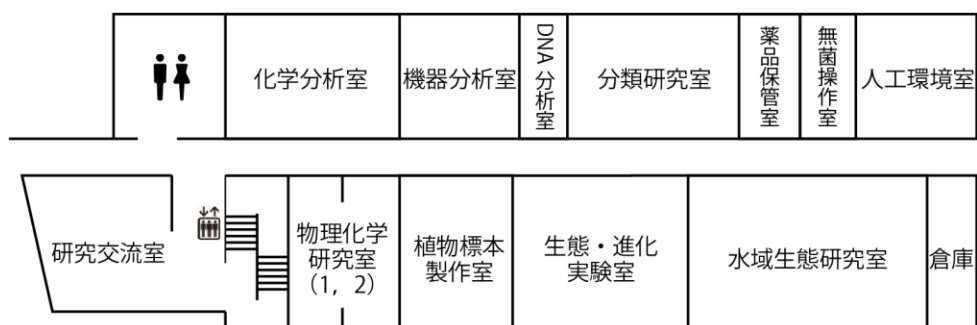 化学分析室
機器分析室
DNA分析室
分類研究室
薬品保管室
無菌操作室
人工環境室
研究交流室
物理化学
研究室
(1, 2)
植物標本
製作室
生態・進化
実験室
水域生態研究室
倉庫